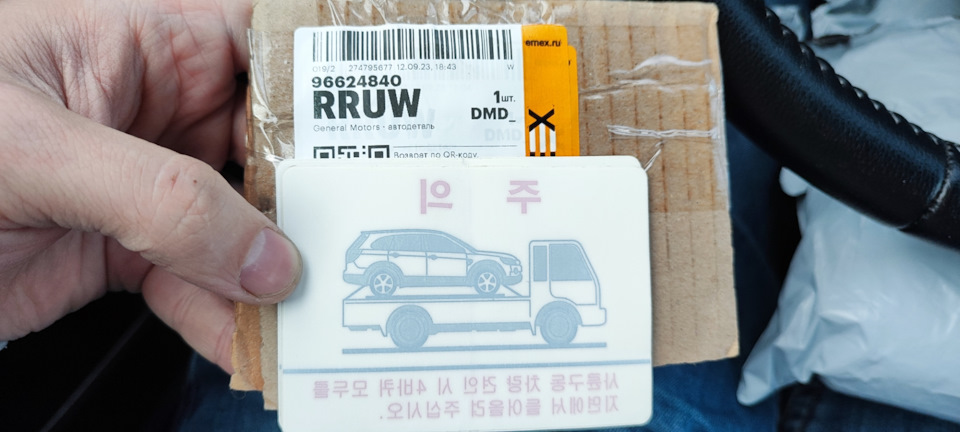 emex.ru
019/2 274795677 12.09.23, 18:43 W
96624840
RRUW
1шт.
DMD_
General Motors - автодеталь
Возврат по QR-коду.
주 의
사륜구동 차량 견인 시 4바퀴 모두를
지면에서 들어올려 주십시오.